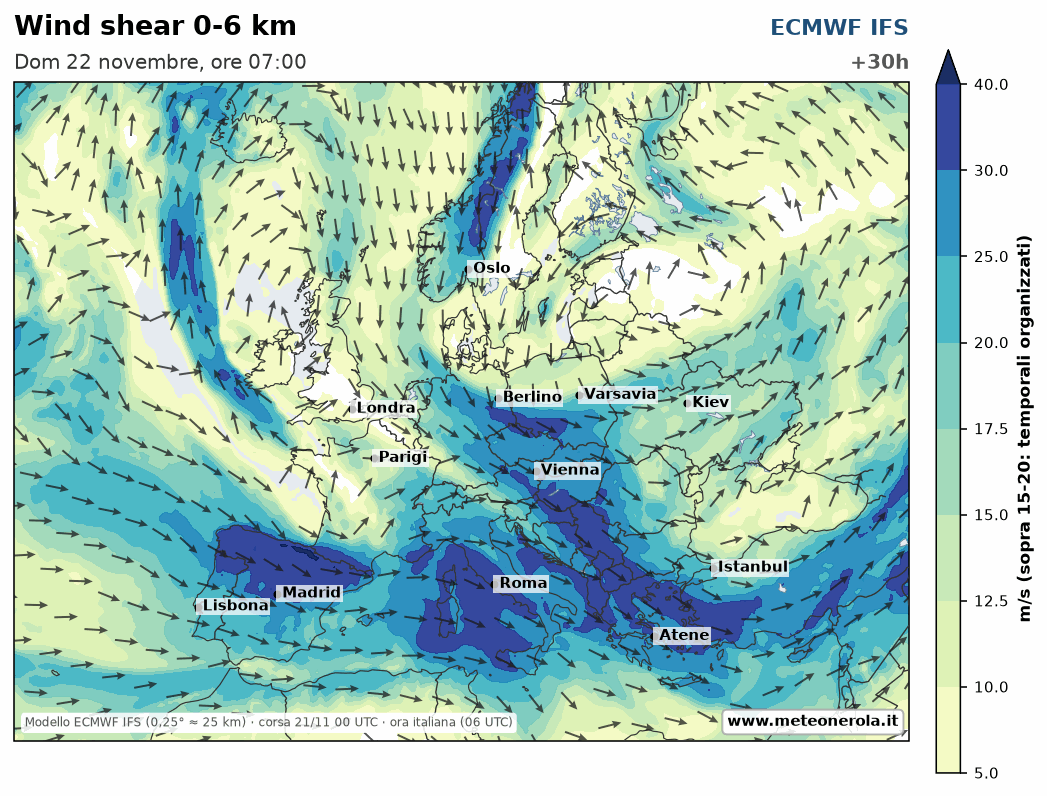 Wind shear 0-6 km
ECMWF IFS
Dom 22 novembre, ore 07:00
+30h
40.0
30.0
25.0
20.0
17.5
15.0
12.5
10.0
5.0
m/s (sopra 15-20: temporali organizzati)
Oslo
Berlino
Varsavia
Kiev
Londra
Parigi
Vienna
Istanbul
Roma
Madrid
Lisbona
Atene
Modello ECMWF IFS (0,25° ≈ 25 km) · corsa 21/11 00 UTC · ora italiana (06 UTC)
www.meteonerola.it